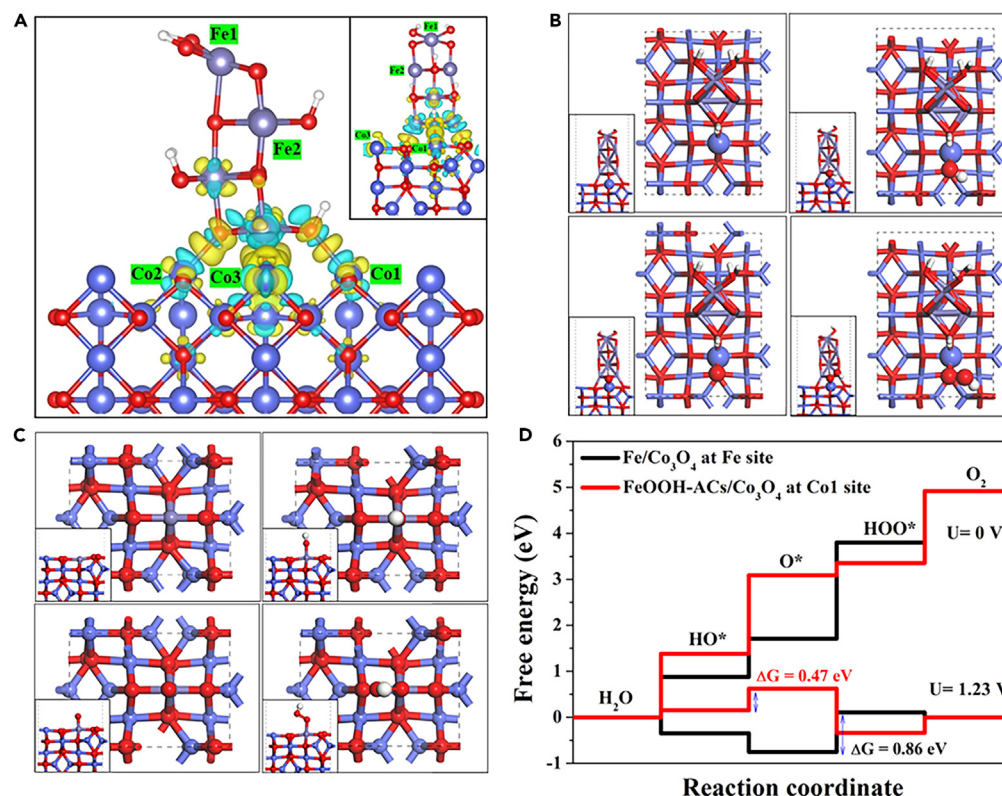 A
Fe1
Fe2
Co2
Co3
Co1
Fe1
Fe2
Co3
Co1
B
C
D
Fe/Co₃O₄ at Fe site
FeOOH-ACs/Co₃O₄ at Co1 site
O₂
U= 0 V
HOO*
O*
HO*
H₂O
ΔG = 0.47 eV
U= 1.23 V
ΔG = 0.86 eV
6
5
4
3
2
1
0
-1
Free energy (eV)
Reaction coordinate